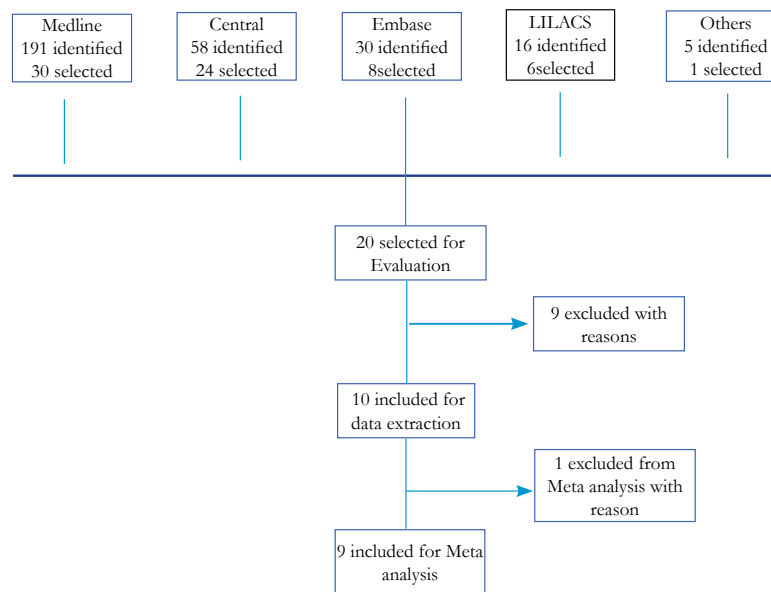 Medline
191 identified
30 selected
Central
58 identified
24 selected
Embase
30 identified
8selected
LILACS
16 identified
6selected
Others
5 identified
1 selected
20 selected for
Evaluation
9 excluded with
reasons
10 included for
data extraction
1 excluded from
Meta analysis with
reason
9 included for Meta
analysis